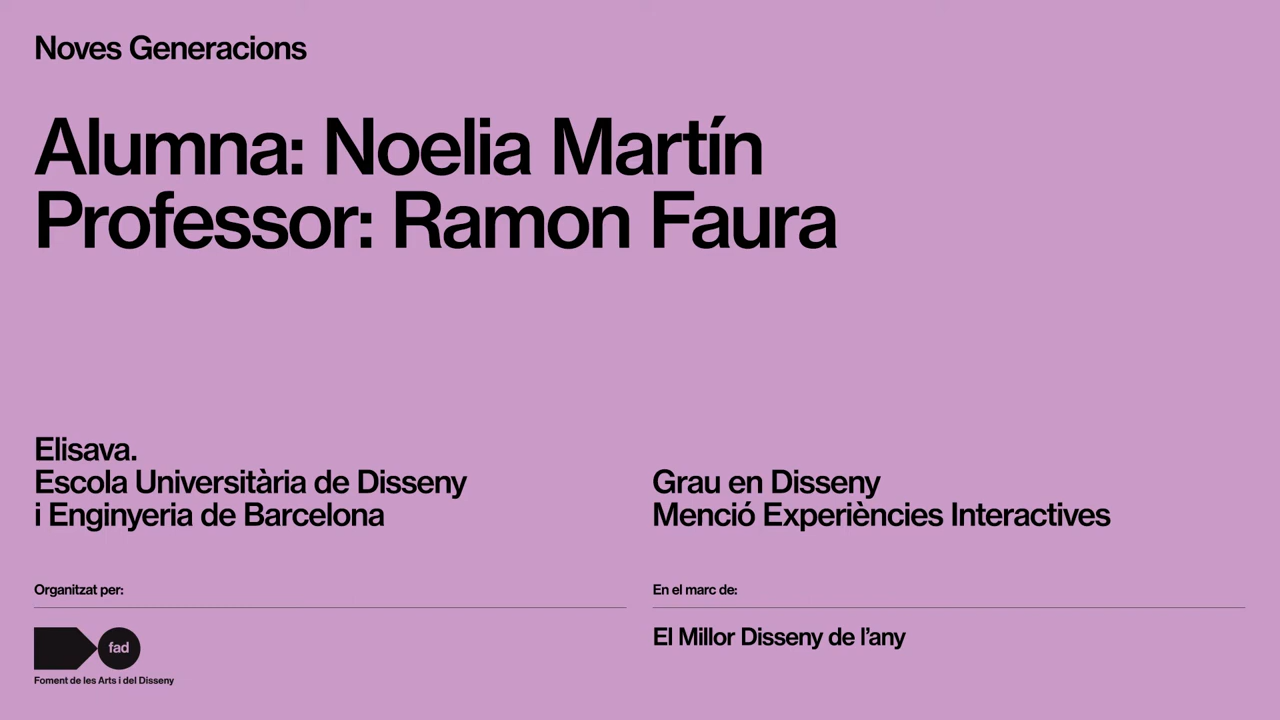 Noves Generacions
Alumna: Noelia Martín
Professor: Ramon Faura
Elisava.
Escola Universitària de Disseny
i Enginyeria de Barcelona
Grau en Disseny
Menció Experiències Interactives
Organitzat per:
fad
Foment de les Arts i del Disseny
En el marc de:
El Millor Disseny de l’any